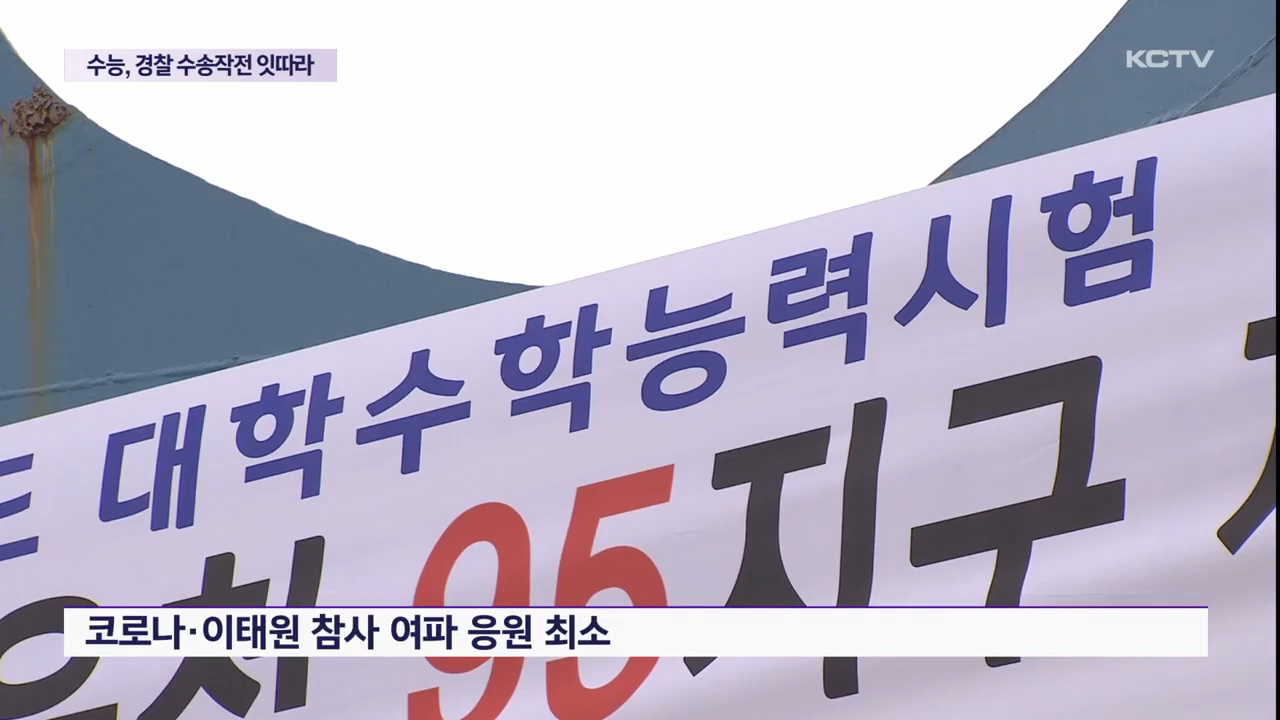 수능, 경찰 수송작전 잇따라
KCTV
대학수학능력시험
95지구
코로나·이태원 참사 여파 응원 최소